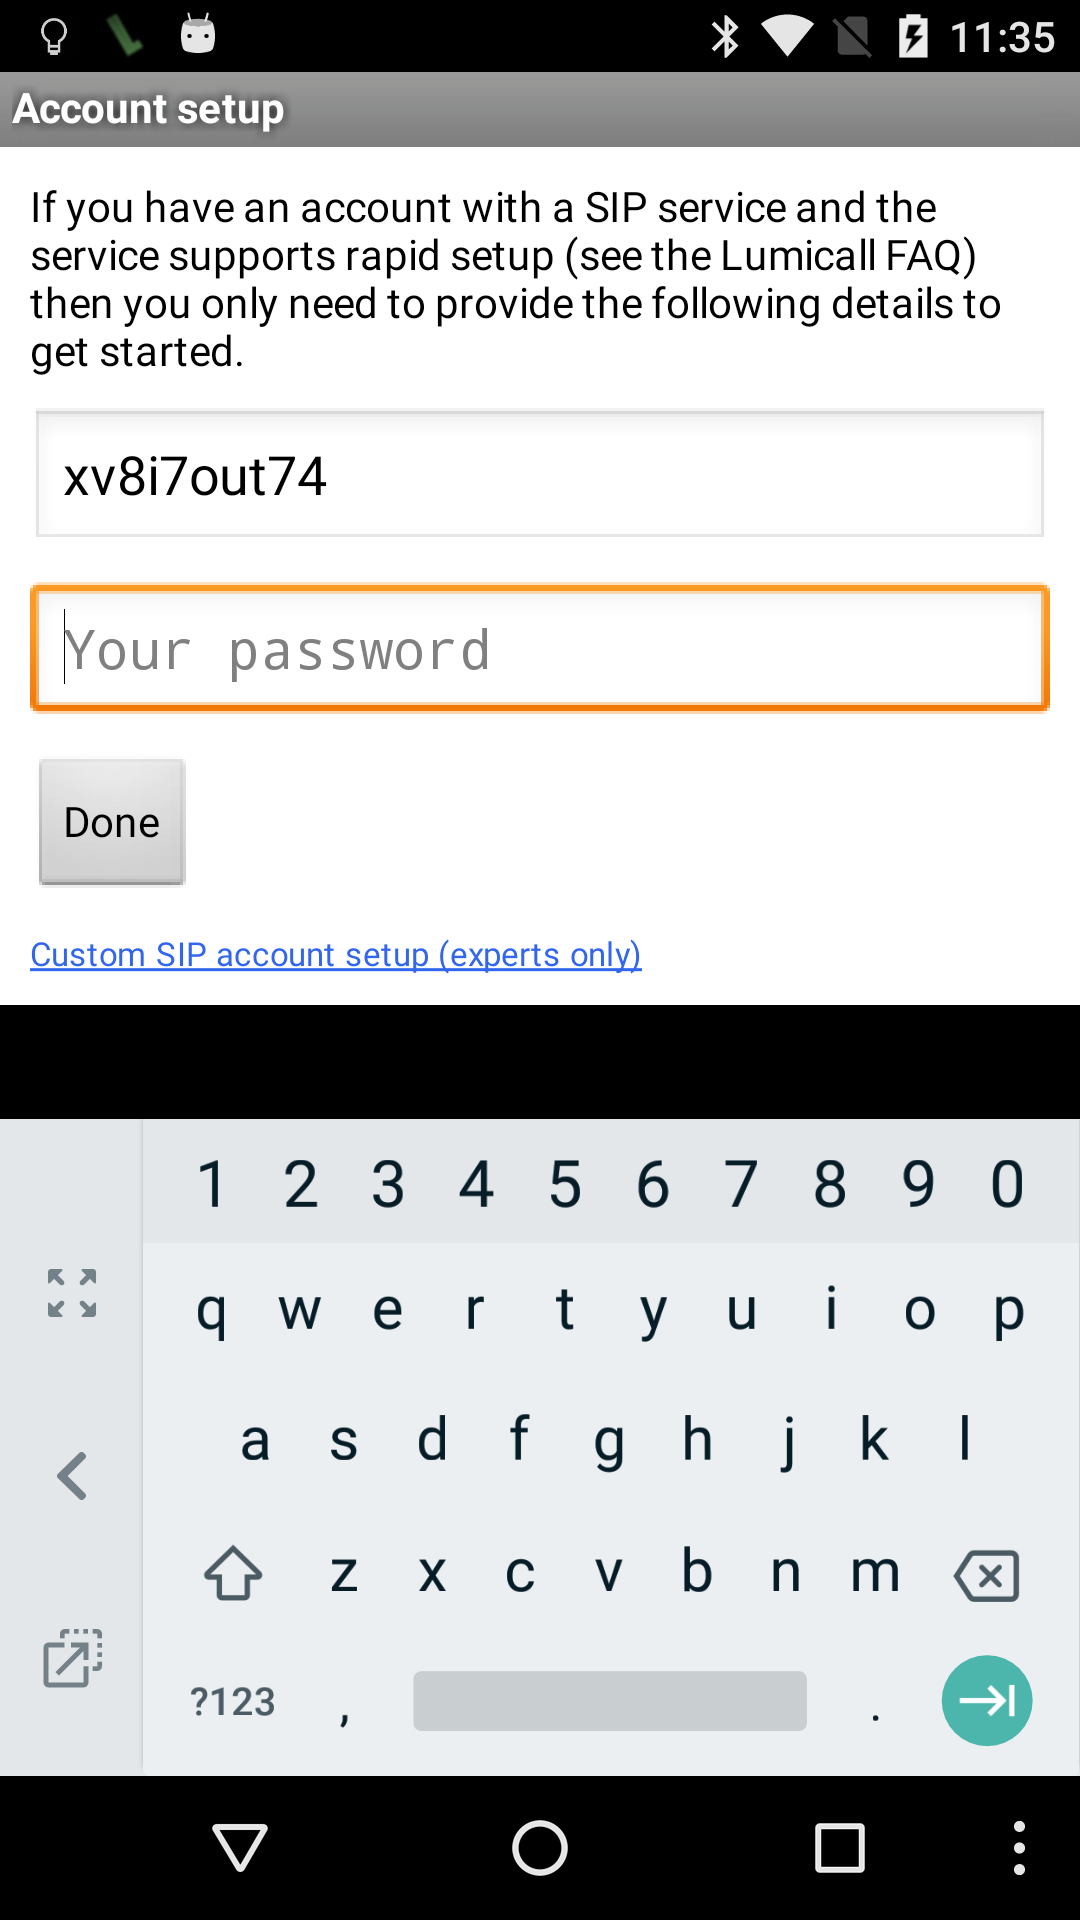 11:35
Account setup
If you have an account with a SIP service and the
service supports rapid setup (see the Lumicall FAQ)
then you only need to provide the following details to
get started.
xv8i7out74
Your password
Done
Custom SIP account setup (experts only)
1 2 3 4 5 6 7 8 9 0
q w e r t y u i o p
a s d f g h j k l
z x c v b n m
?123 , .